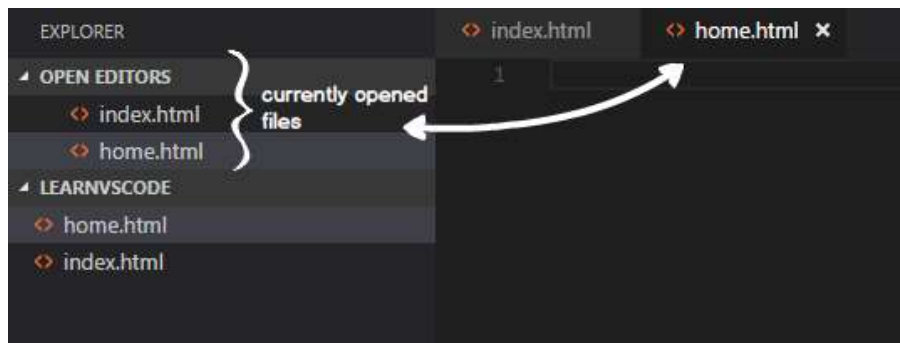 EXPLORER
OPEN EDITORS
index.html
home.html
LEARNVSCODE
home.html
index.html
currently opened
files
index.html
home.html
1